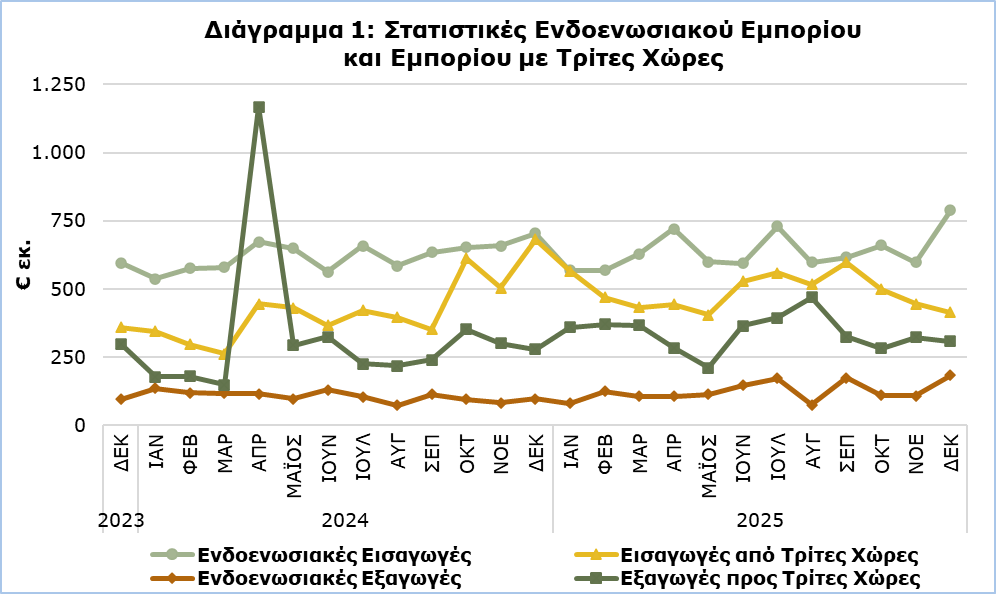 Διάγραμμα 1: Στατιστικές Ενδοενωσιακού Εμπορίου
και Εμπορίου με Τρίτες Χώρες
€ εκ.
1.250
1.000
750
500
250
0
ΔΕΚ ΙΑΝ ΦΕΒ ΜΑΡ ΑΠΡ ΜΑΪΟΣ ΙΟΥΝ ΙΟΥΛ ΑΥΓ ΣΕΠ ΟΚΤ ΝΟΕ ΔΕΚ ΙΑΝ ΦΕΒ ΜΑΡ ΑΠΡ ΜΑΪΟΣ ΙΟΥΝ ΙΟΥΛ ΑΥΓ ΣΕΠ ΟΚΤ ΝΟΕ ΔΕΚ
2023 2024 2025
Ενδοενωσιακές Εισαγωγές Εισαγωγές από Τρίτες Χώρες
Ενδοενωσιακές Εξαγωγές Εξαγωγές προς Τρίτες Χώρες